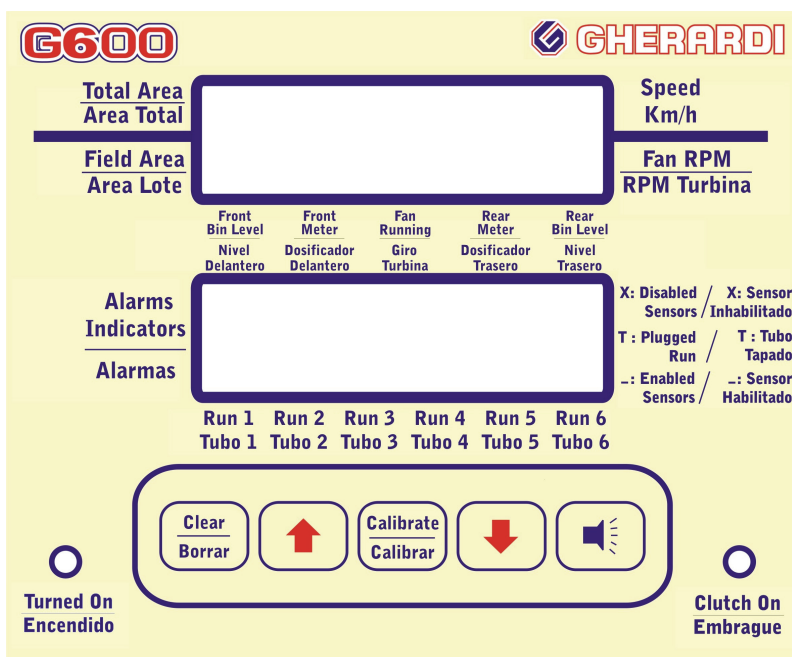 G600
GHERARDI
Total Area
Area Total
Speed
Km/h
Field Area
Area Lote
Fan RPM
RPM Turbina
Front
Bin Level
Nivel
Delantero
Front
Meter
Dosificador
Delantero
Fan
Running
Giro
Turbina
Rear
Meter
Dosificador
Trasero
Rear
Bin Level
Nivel
Trasero
Alarms
Indicators
Alarmas
X: Disabled / X: Sensor
Sensors / Inhabilitado
T : Plugged / T : Tubo
Run / Tapado
_: Enabled / _: Sensor
Sensors / Habilitado
Run 1 Run 2 Run 3 Run 4 Run 5 Run 6
Tubo 1 Tubo 2 Tubo 3 Tubo 4 Tubo 5 Tubo 6
Clear
Borrar
Calibrate
Calibrar
Turned On
Encendido
Clutch On
Embrague